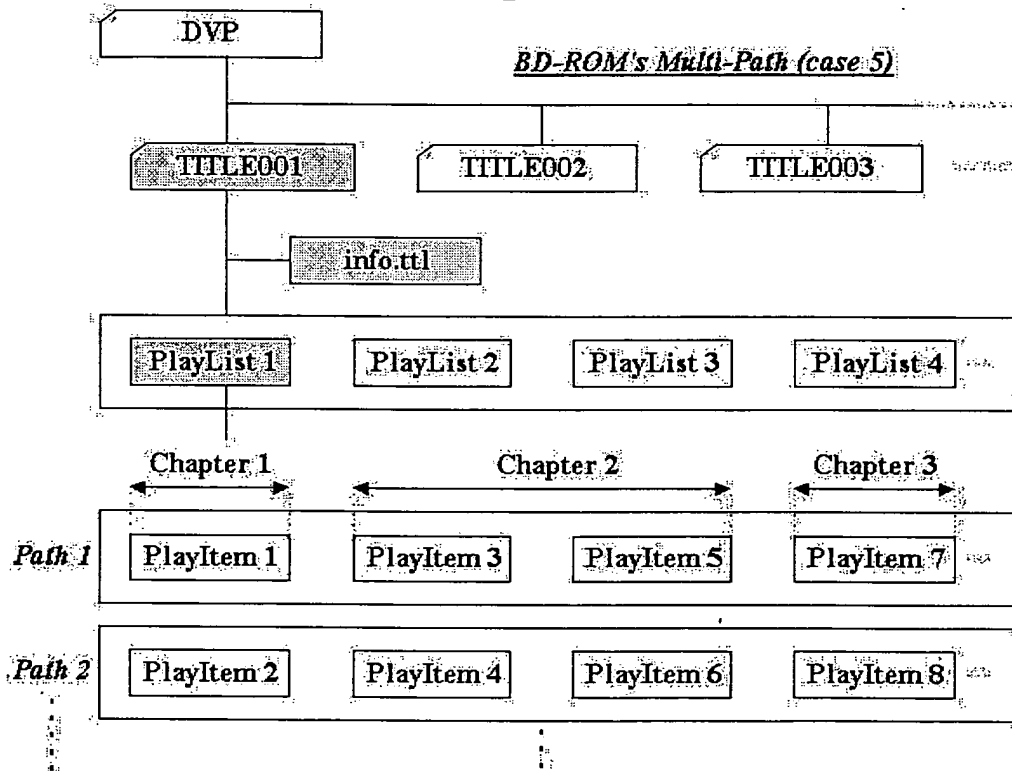 DVP
BD-ROM's Multi-Path (case 5)
TITLE001 TITLE002 TITLE003
info.ttl
PlayList 1 PlayList 2 PlayList 3 PlayList 4
Chapter 1 Chapter 2 Chapter 3
Path 1 PlayItem 1 PlayItem 3 PlayItem 5 PlayItem 7
Path 2 PlayItem 2 PlayItem 4 PlayItem 6 PlayItem 8